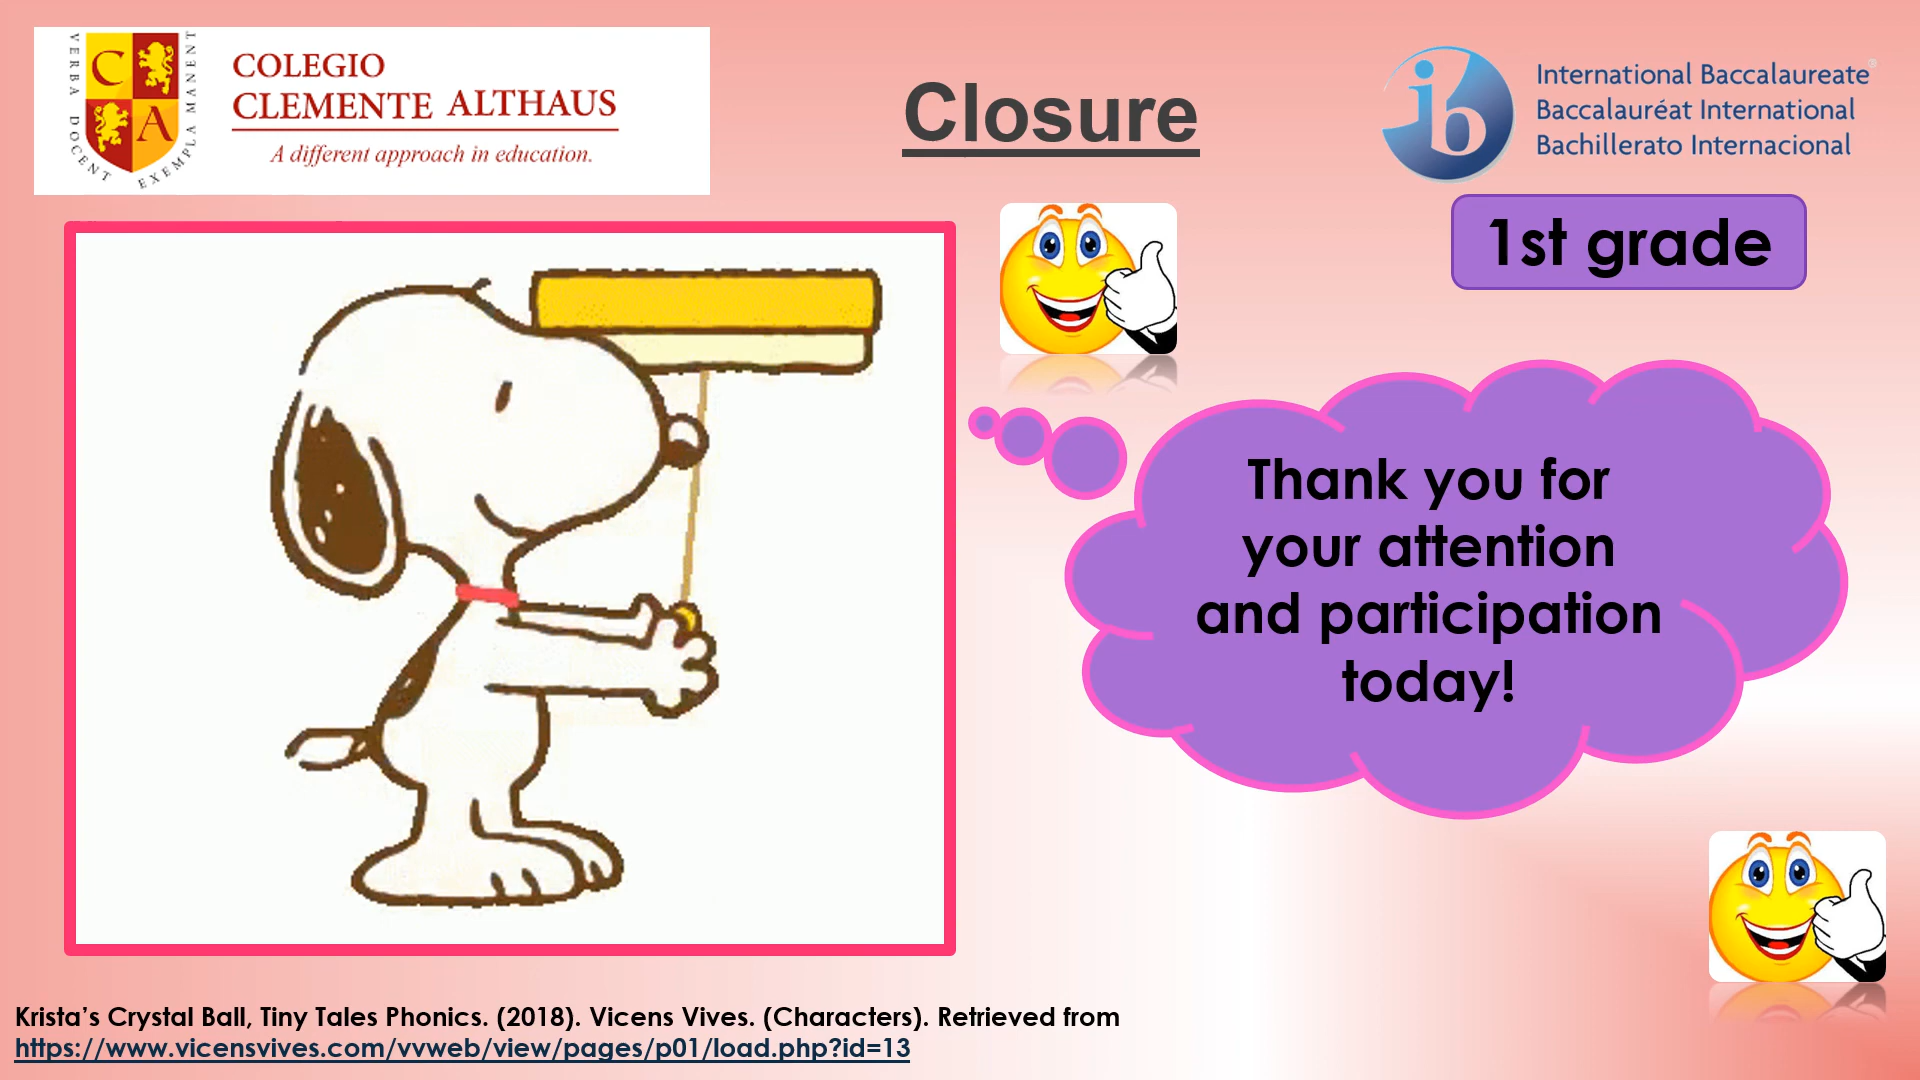 C
A
VERBA DOCENT EXEMPLA MANENT
COLEGIO
CLEMENTE ALTHAUS
A different approach in education.
Closure
ib
International Baccalaureate®
Baccalauréat International
Bachillerato Internacional
1st grade
Thank you for
your attention
and participation
today!
Krista’s Crystal Ball, Tiny Tales Phonics. (2018). Vicens Vives. (Characters). Retrieved from
https://www.vicensvives.com/vvweb/view/pages/p01/load.php?id=13